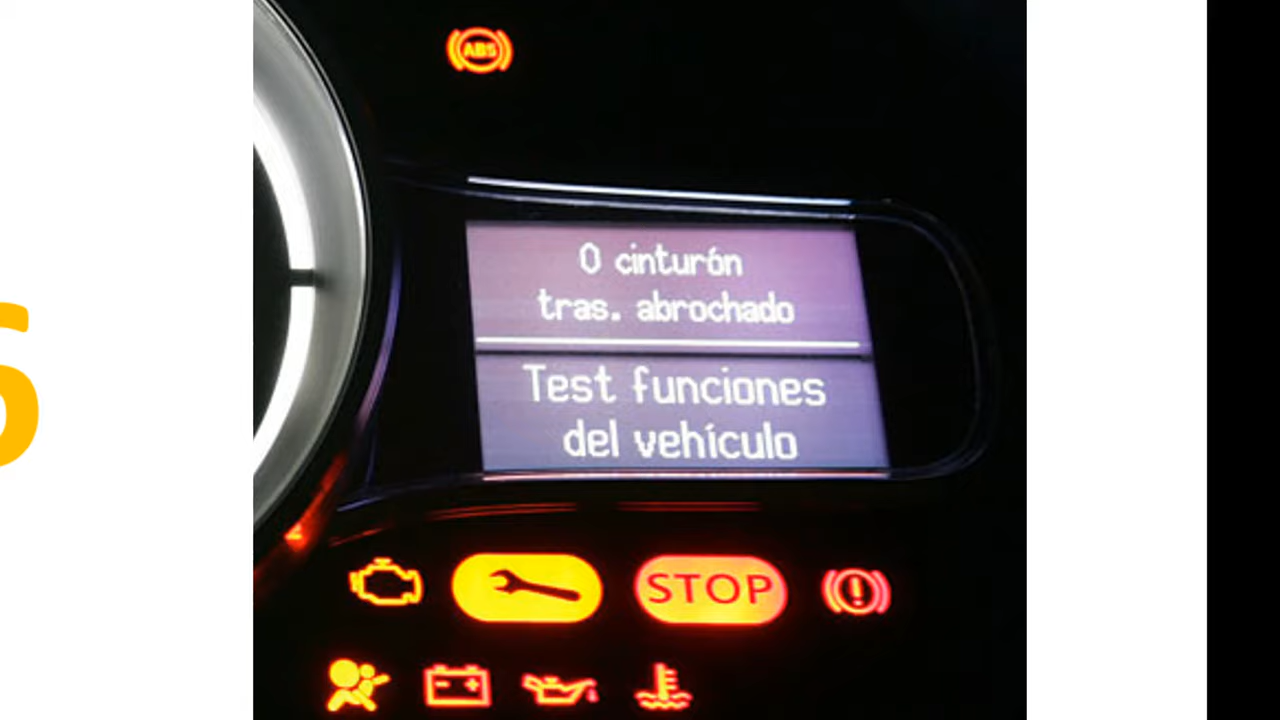 ABS
0 cinturón
tras. abrochado
Test funciones
del vehículo
STOP